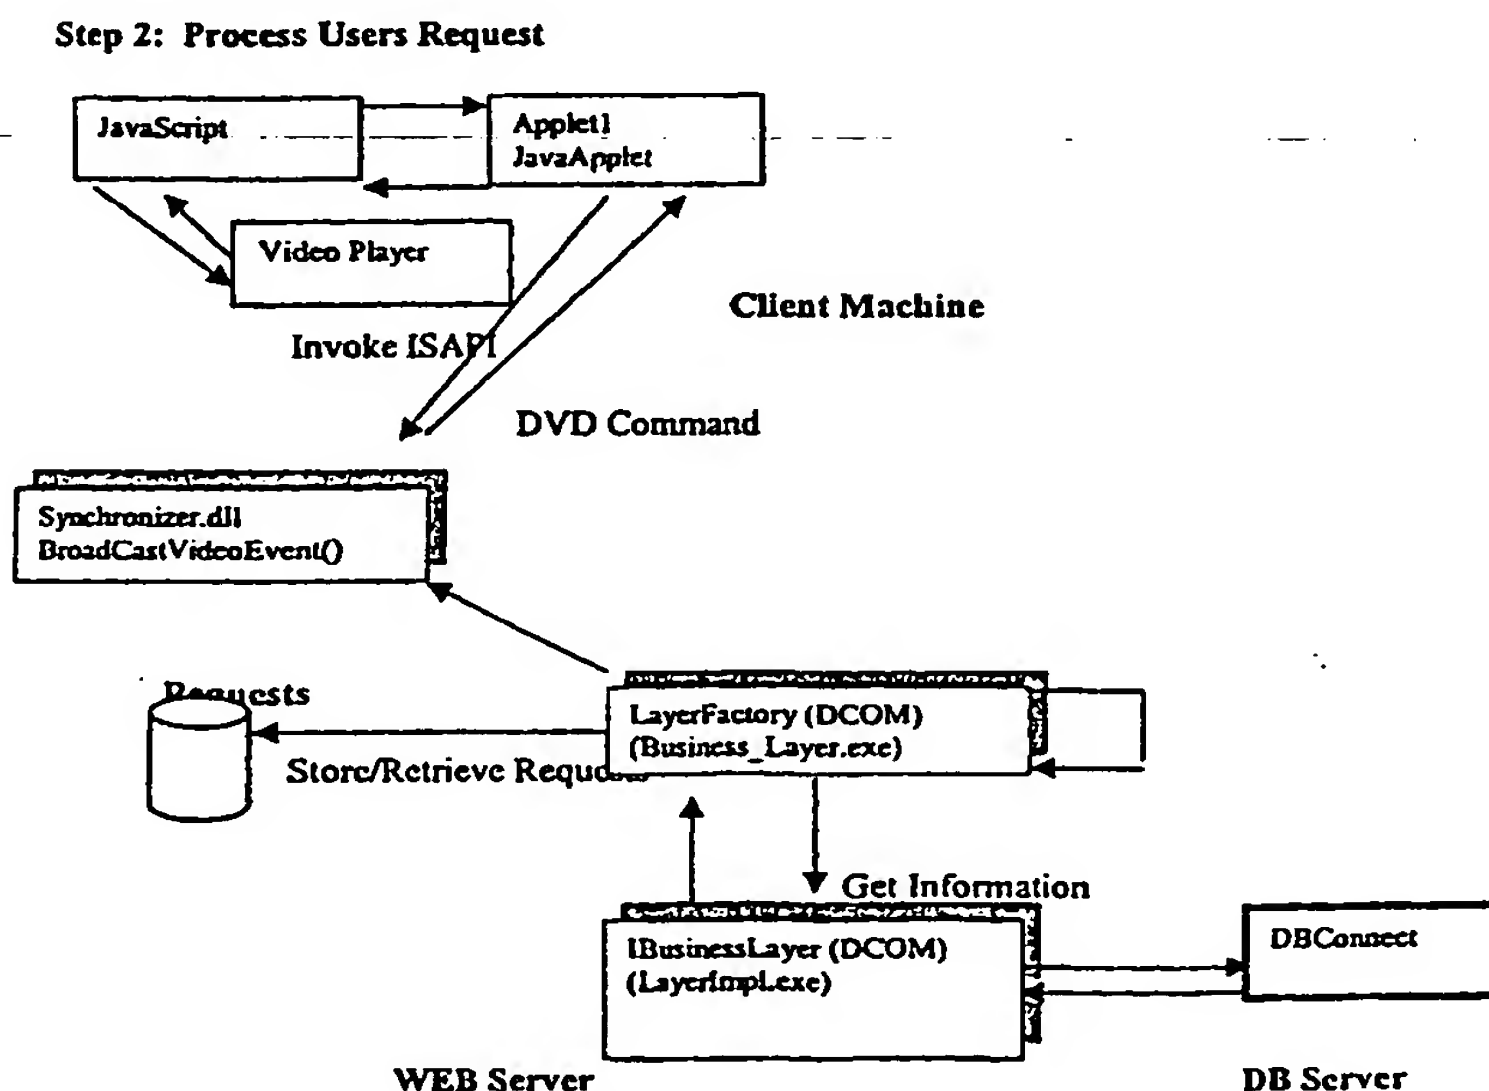 Step 2: Process Users Request
JavaScript
Applet1
JavaApplet
Video Player
Client Machine
Invoke ISAPI
DVD Command
Synchronizer.dll
BroadCastVideoEvent()
Requests
LayerFactory (DCOM)
(Business_Layer.exe)
Store/Retrieve Requests
Get Information
IBusinessLayer (DCOM)
(LayerImpl.exe)
DBConnect
WEB Server
DB Server